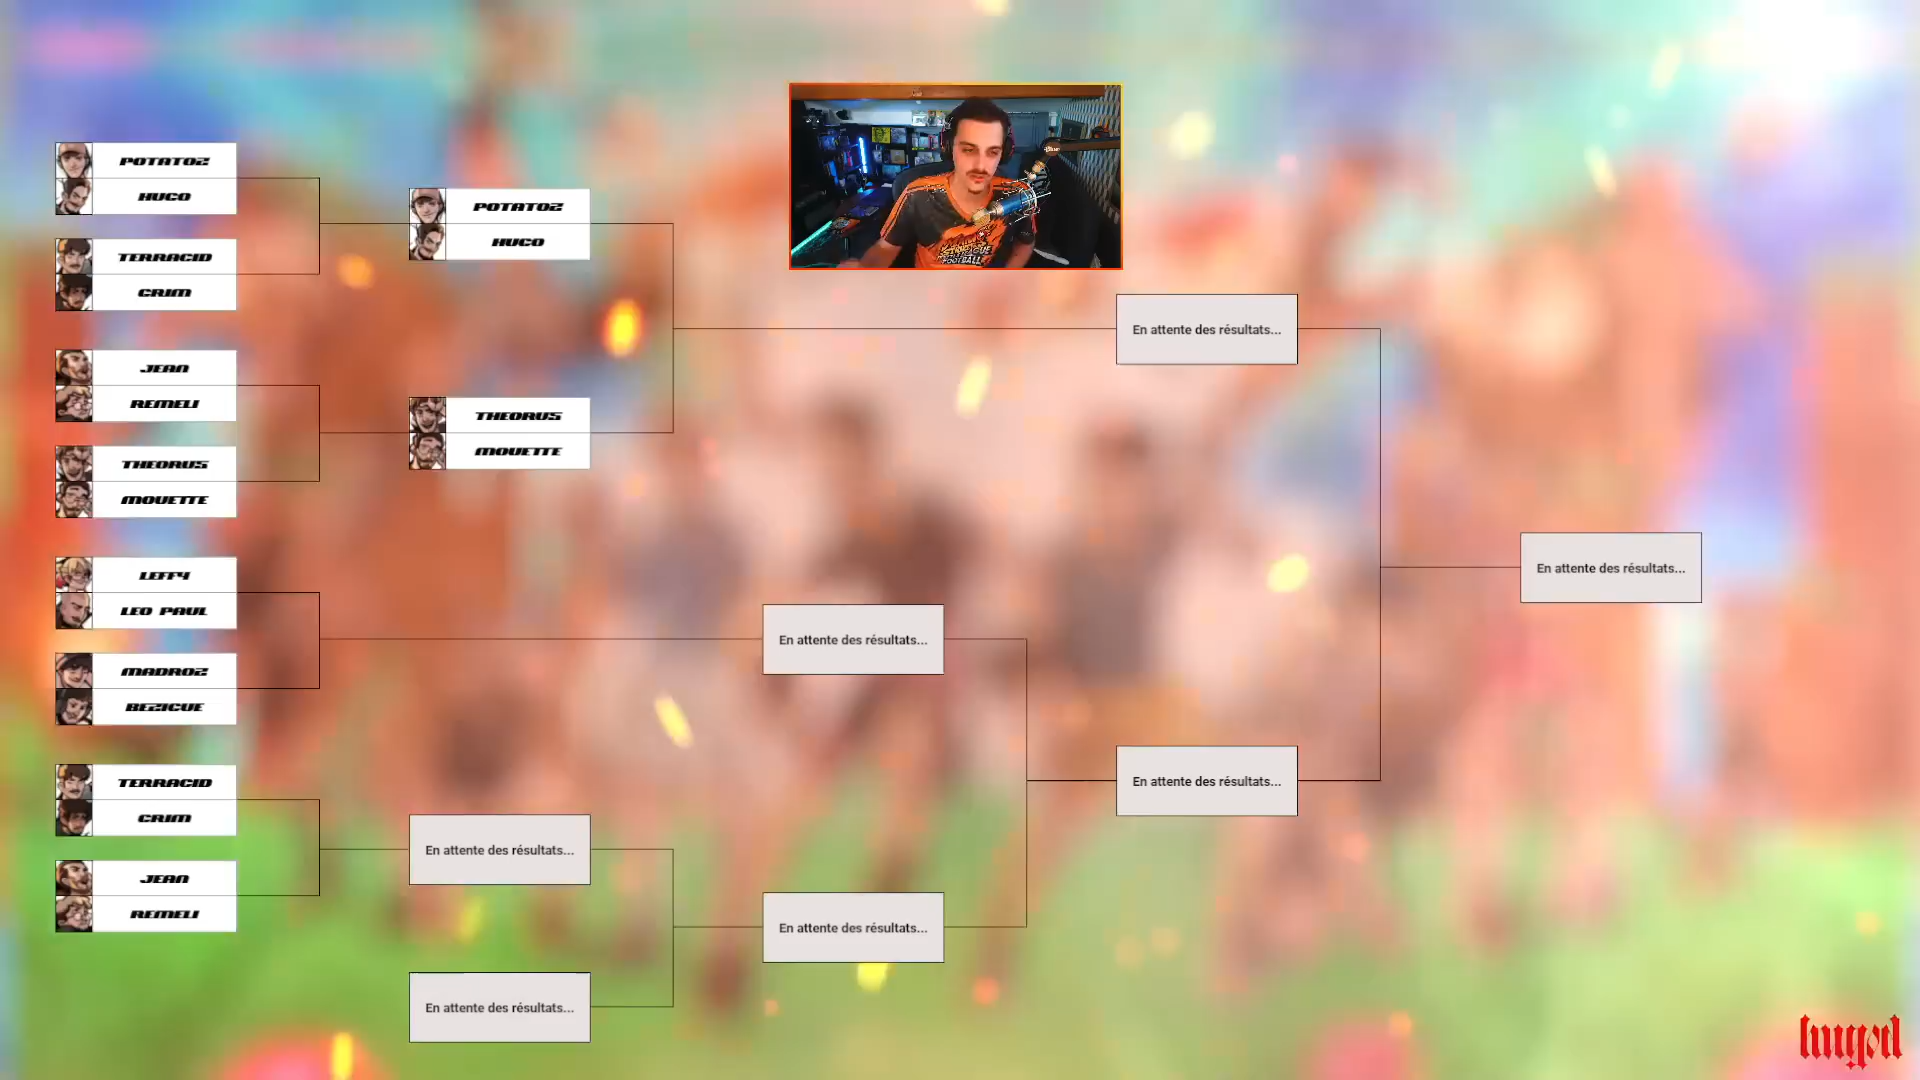 POTATOZ
HUGO
TERRACID
CRIM
JEAN
REMELI
THEORUS
MOUETTE
LEFFY
LEO PAUL
MADROZ
BEZIGUE
TERRACID
CRIM
JEAN
REMELI
POTATOZ
HUGO
THEORUS
MOUETTE
En attente des résultats...
En attente des résultats...
En attente des résultats...
En attente des résultats...
FOOTBALL
En attente des résultats...
En attente des résultats...
En attente des résultats...